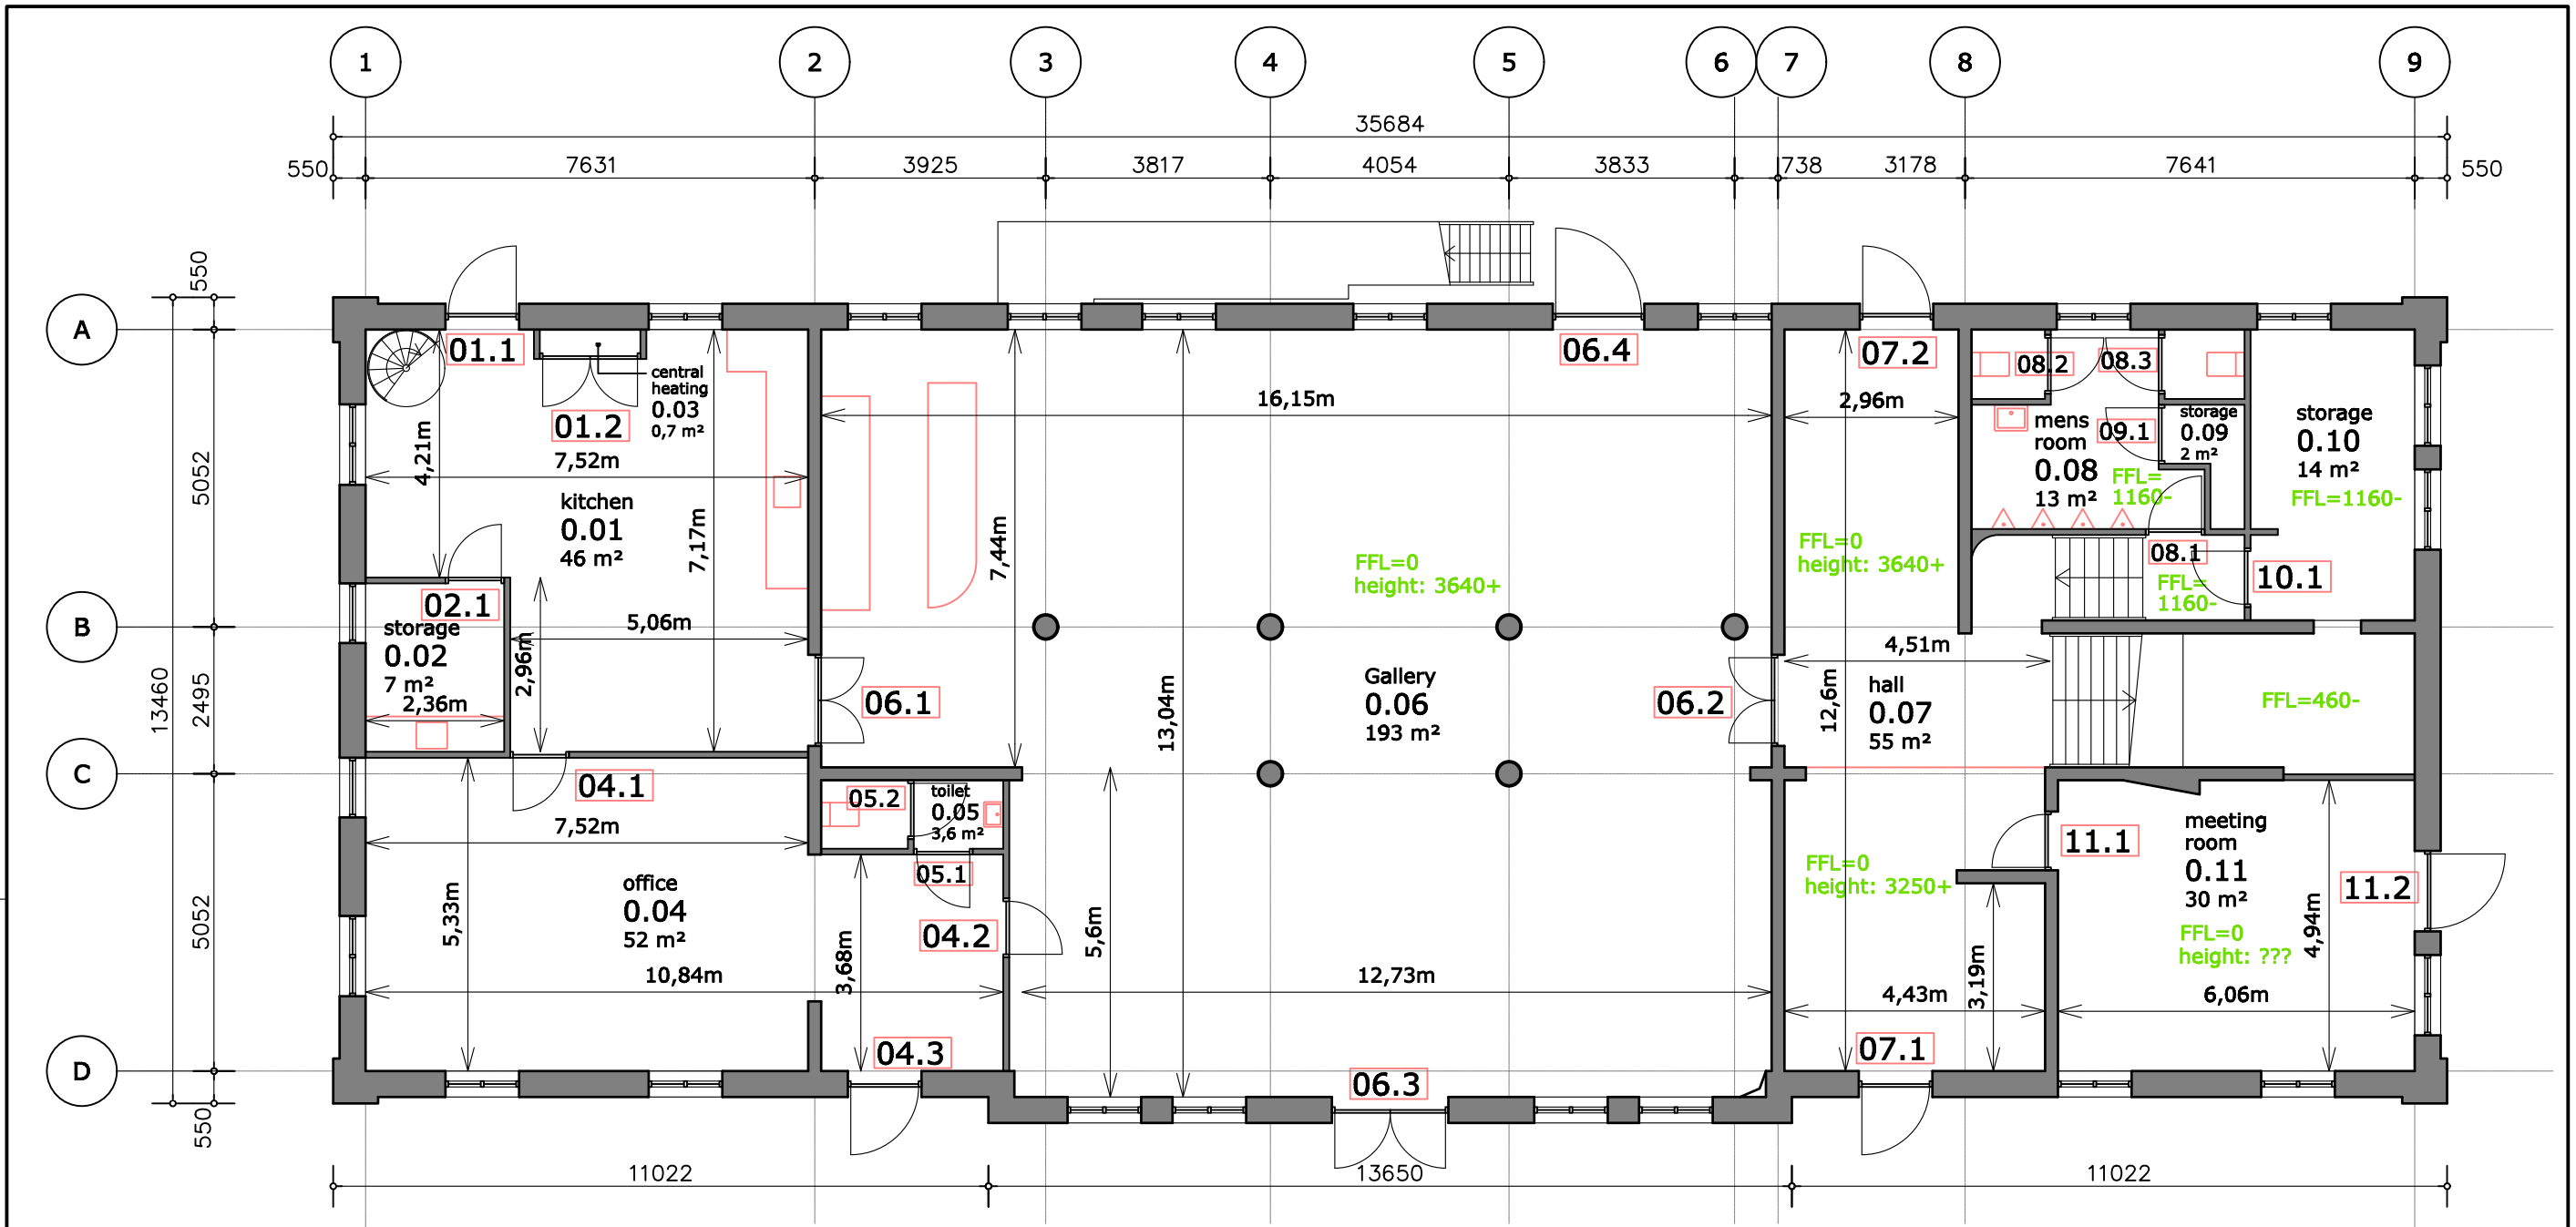 1 2 3 4 5 6 7 8 9
35684
550 7631 3925 3817 4054 3833 738 3178 7641 550
A
B
C
D
550
5052
2495
5052
550
13460
01.1
central
heating
0.03
0,7 m²
01.2
4,21m
7,52m
kitchen
0.01
46 m²
7,17m
02.1
storage
0.02
7 m²
2,36m
2,96m
5,06m
04.1
7,52m
5,33m
office
0.04
52 m²
10,84m
3,68m
04.2
04.3
05.2
toilet
0.05
3,6 m²
05.1
06.4
16,15m
7,44m
FFL=0
height: 3640+
06.1
13,04m
Gallery
0.06
193 m²
06.2
5,6m
12,73m
06.3
07.2
2,96m
FFL=0
height: 3640+
12,6m
4,51m
hall
0.07
55 m²
FFL=0
height: 3250+
4,43m
3,19m
07.1
08.2
08.3
mens
room
0.08
13 m²
FFL=
1160-
09.1
storage
0.09
2 m²
storage
0.10
14 m²
FFL=1160-
08.1
FFL=
1160-
10.1
FFL=460-
11.1
meeting
room
0.11
30 m²
FFL=0
height: ???
4,94m
11.2
6,06m
11022 13650 11022